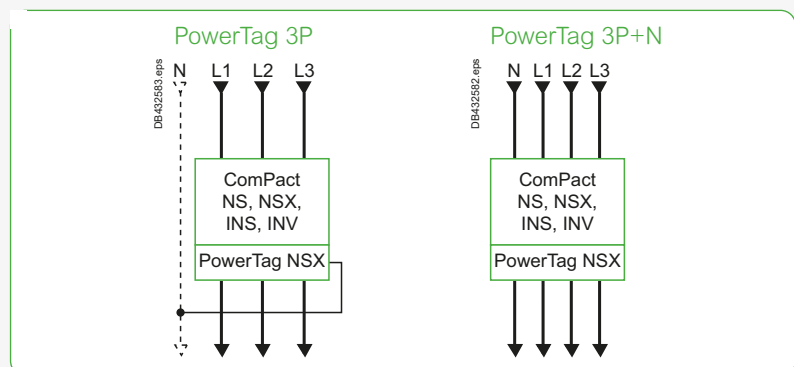 PowerTag 3P
DB432583.eps
N L1 L2 L3
ComPact
NS, NSX,
INS, INV
PowerTag NSX
PowerTag 3P+N
DB432582.eps
N L1 L2 L3
ComPact
NS, NSX,
INS, INV
PowerTag NSX